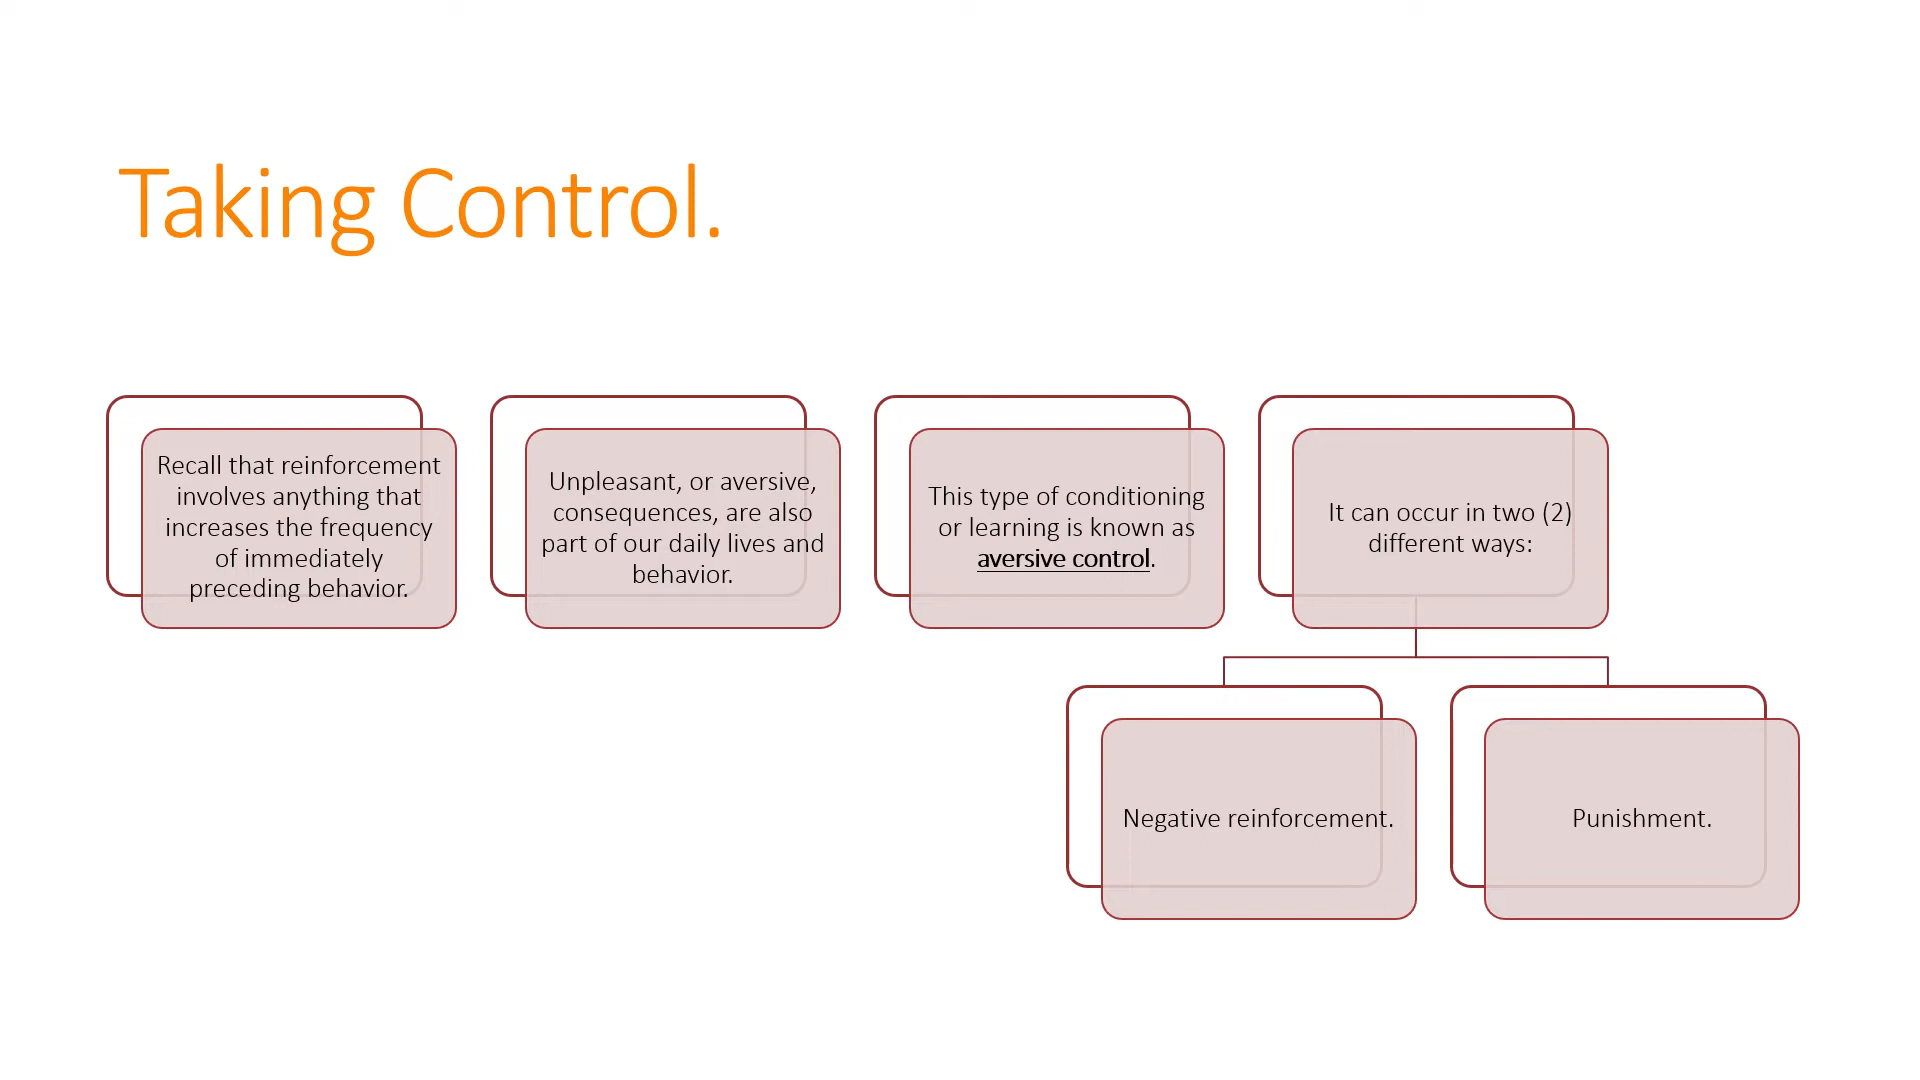 Taking Control.
Recall that reinforcement
involves anything that
increases the frequency
of immediately
preceding behavior.
Unpleasant, or aversive,
consequences, are also
part of our daily lives and
behavior.
This type of conditioning
or learning is known as
aversive control.
It can occur in two (2)
different ways:
Negative reinforcement.
Punishment.